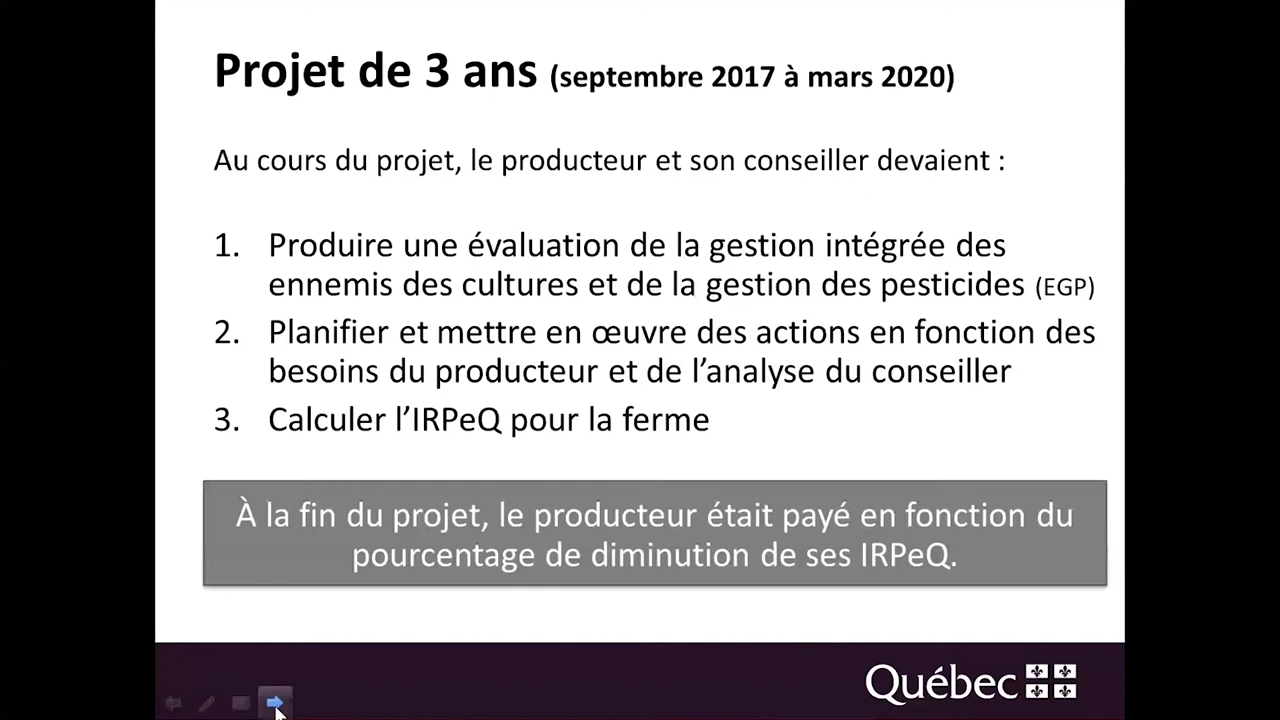 Projet de 3 ans (septembre 2017 à mars 2020)
Au cours du projet, le producteur et son conseiller devaient :
1. Produire une évaluation de la gestion intégrée des
ennemis des cultures et de la gestion des pesticides (EGP)
2. Planifier et mettre en œuvre des actions en fonction des
besoins du producteur et de l’analyse du conseiller
3. Calculer l’IRPeQ pour la ferme
À la fin du projet, le producteur était payé en fonction du
pourcentage de diminution de ses IRPeQ.
Québec